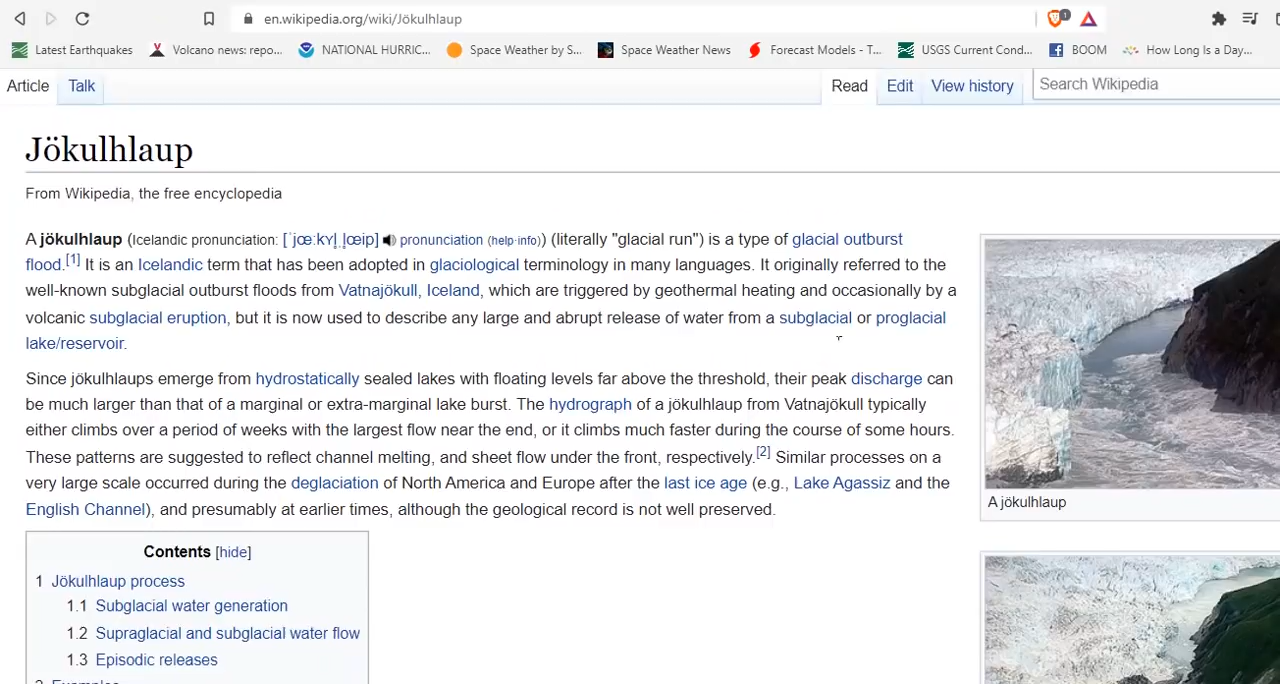 en.wikipedia.org/wiki/Jökulhlaup
1
Latest Earthquakes Volcano news: repo... NATIONAL HURRIC... Space Weather by S... Space Weather News Forecast Models - T... USGS Current Cond... BOOM How Long Is a Day...
Article Talk Read Edit View history Search Wikipedia
Jökulhlaup
From Wikipedia, the free encyclopedia
A jökulhlaup (Icelandic pronunciation: [ˈjœːkʏl̥ˌl̥œip] pronunciation (help·info)) (literally "glacial run") is a type of glacial outburst
flood.[1] It is an Icelandic term that has been adopted in glaciological terminology in many languages. It originally referred to the
well-known subglacial outburst floods from Vatnajökull, Iceland, which are triggered by geothermal heating and occasionally by a
volcanic subglacial eruption, but it is now used to describe any large and abrupt release of water from a subglacial or proglacial
lake/reservoir.
Since jökulhlaups emerge from hydrostatically sealed lakes with floating levels far above the threshold, their peak discharge can
be much larger than that of a marginal or extra-marginal lake burst. The hydrograph of a jökulhlaup from Vatnajökull typically
either climbs over a period of weeks with the largest flow near the end, or it climbs much faster during the course of some hours.
These patterns are suggested to reflect channel melting, and sheet flow under the front, respectively.[2] Similar processes on a
very large scale occurred during the deglaciation of North America and Europe after the last ice age (e.g., Lake Agassiz and the
English Channel), and presumably at earlier times, although the geological record is not well preserved.
A jökulhlaup
Contents [hide]
1 Jökulhlaup process
1.1 Subglacial water generation
1.2 Supraglacial and subglacial water flow
1.3 Episodic releases
2 Examples